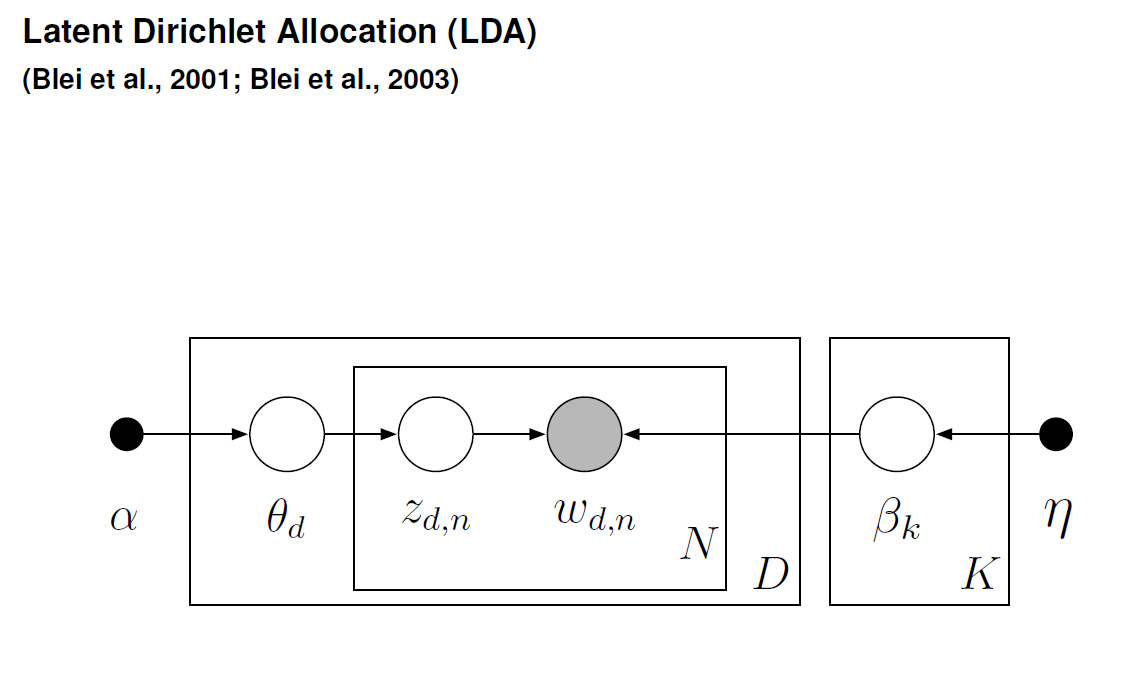 Latent Dirichlet Allocation (LDA)
(Blei et al., 2001; Blei et al., 2003)
α θ_d z_{d,n} w_{d,n} β_k η
N
D K